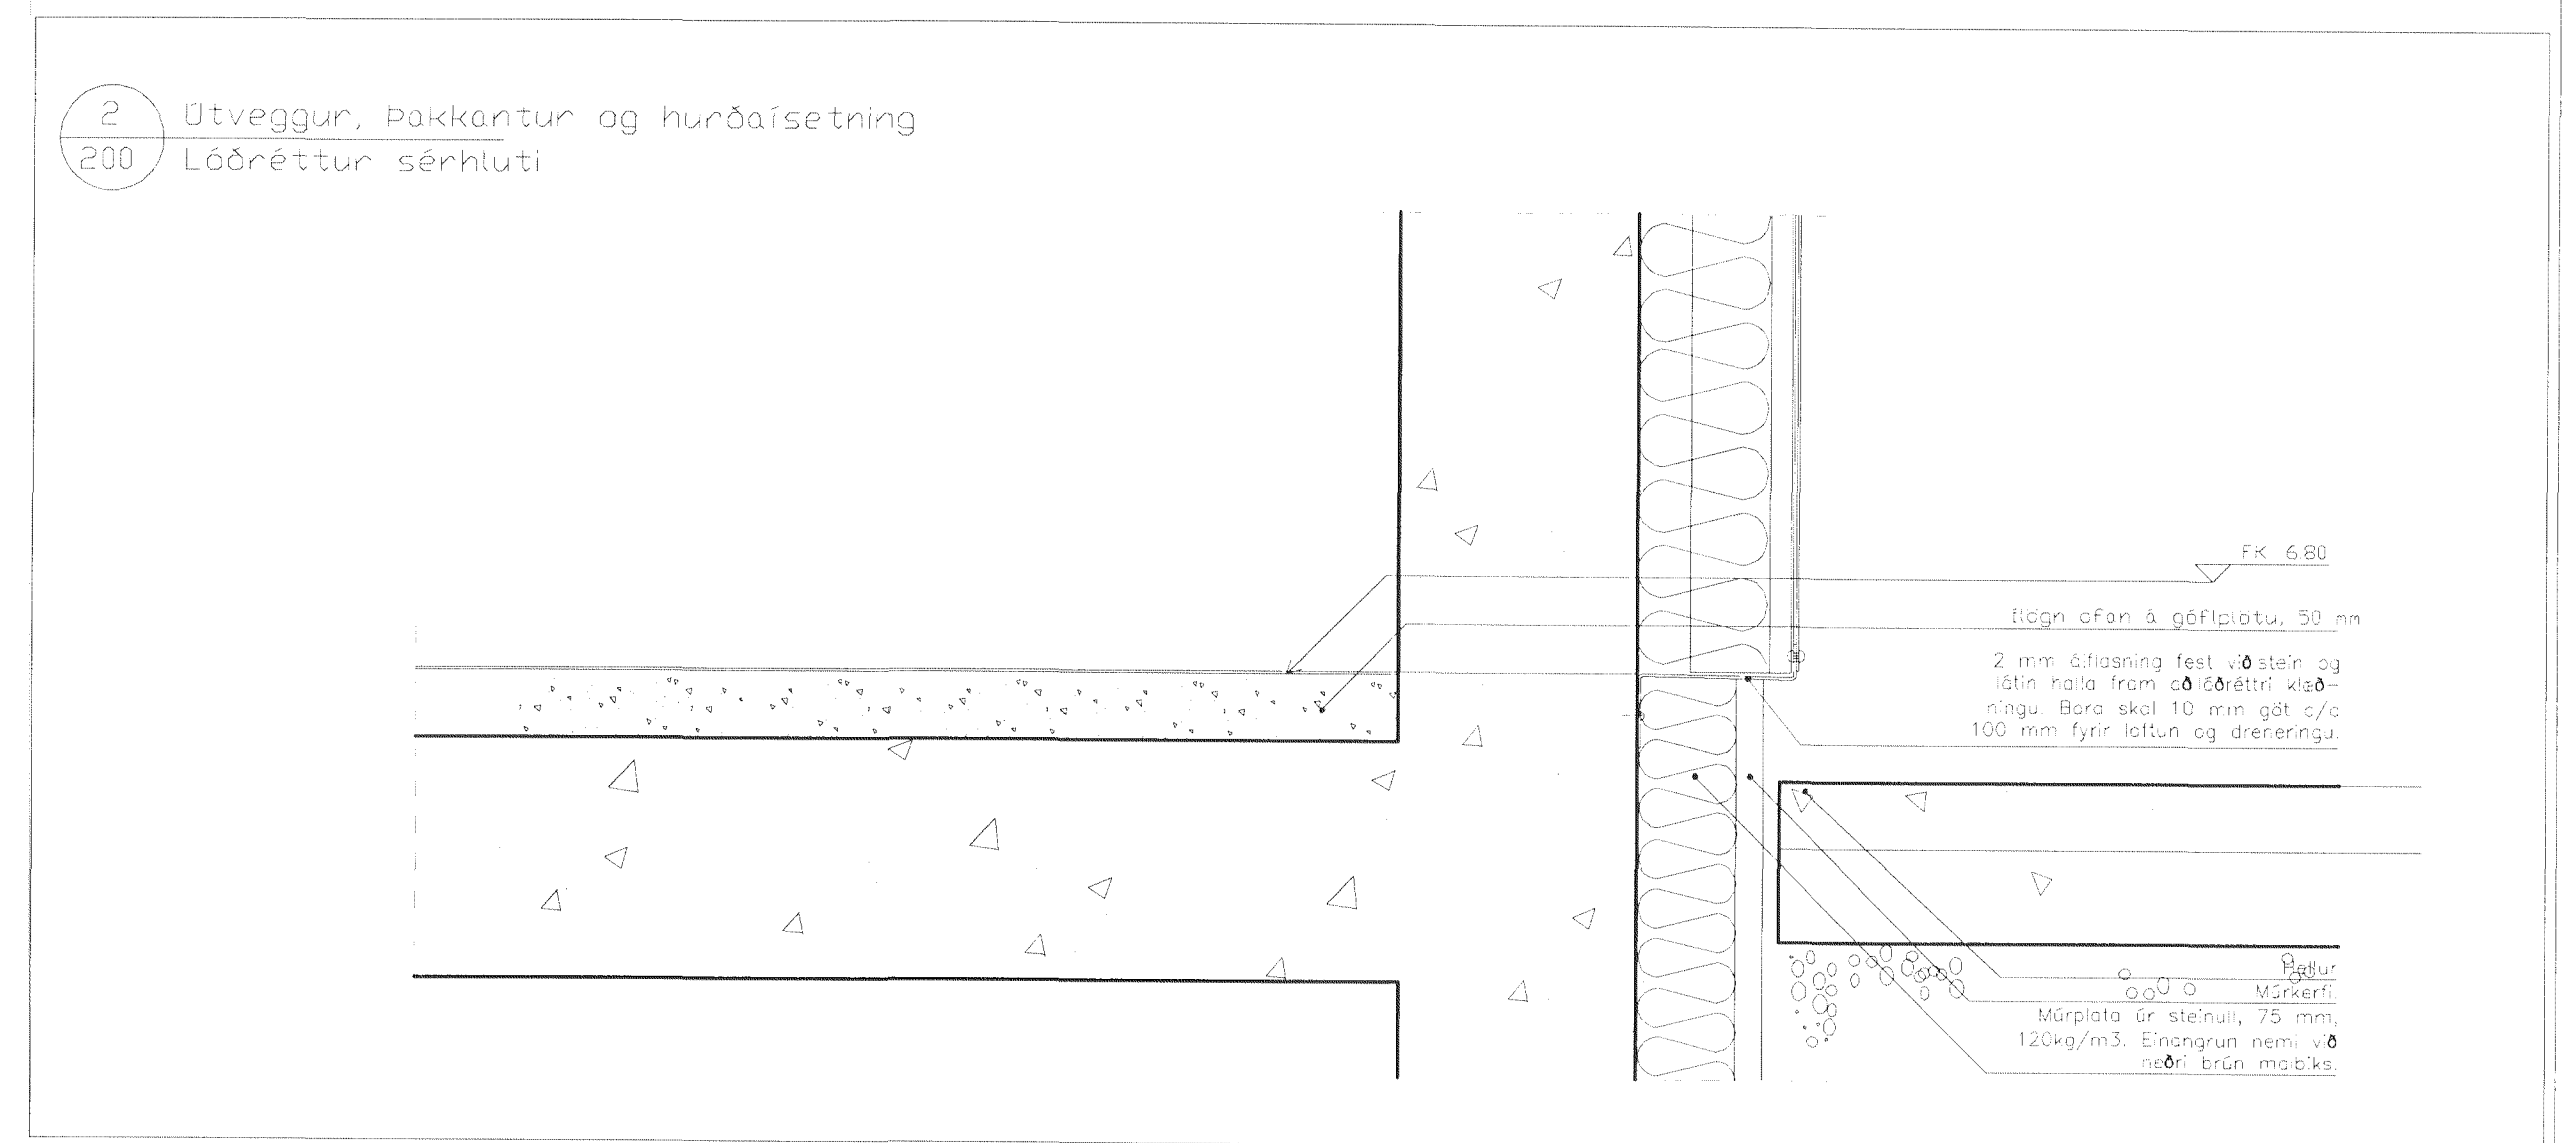 2
200
Útveggur, Þakkantur og hurðaísetning
Lóðréttur sérhluti
FK 6.80
Ílögn ofan á gólfplötu, 50 mm
2 mm álflasning fest við stein og
látin halla fram að lóðréttri klæð-
ningu. Bora skal 10 mm göt c/c
100 mm fyrir loftun og dreneringu.
Hellur
Múrkerfi.
Múrplata úr steinull, 75 mm,
120kg/m3. Einangrun nemi við
neðri brún malbiks.